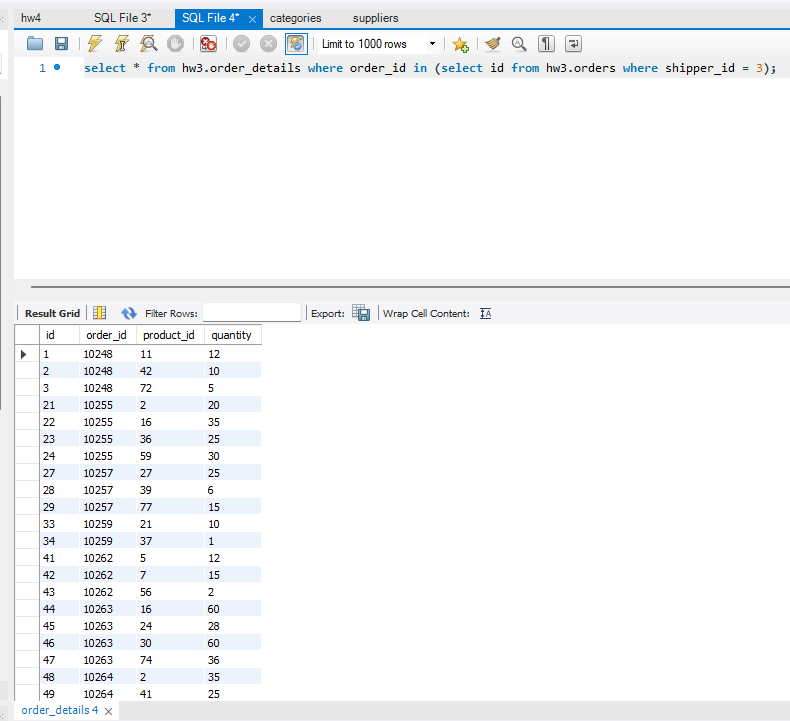 hw4 SQL File 3* SQL File 4* categories suppliers
Limit to 1000 rows
1 select * from hw3.order_details where order_id in (select id from hw3.orders where shipper_id = 3);
Result Grid Filter Rows: Export: Wrap Cell Content:
id order_id product_id quantity
1 10248 11 12
2 10248 42 10
3 10248 72 5
21 10255 2 20
22 10255 16 35
23 10255 36 25
24 10255 59 30
27 10257 27 25
28 10257 39 6
29 10257 77 15
33 10259 21 10
34 10259 37 1
41 10262 5 12
42 10262 7 15
43 10262 56 2
44 10263 16 60
45 10263 24 28
46 10263 30 60
47 10263 74 36
48 10264 2 35
49 10264 41 25
order_details 4